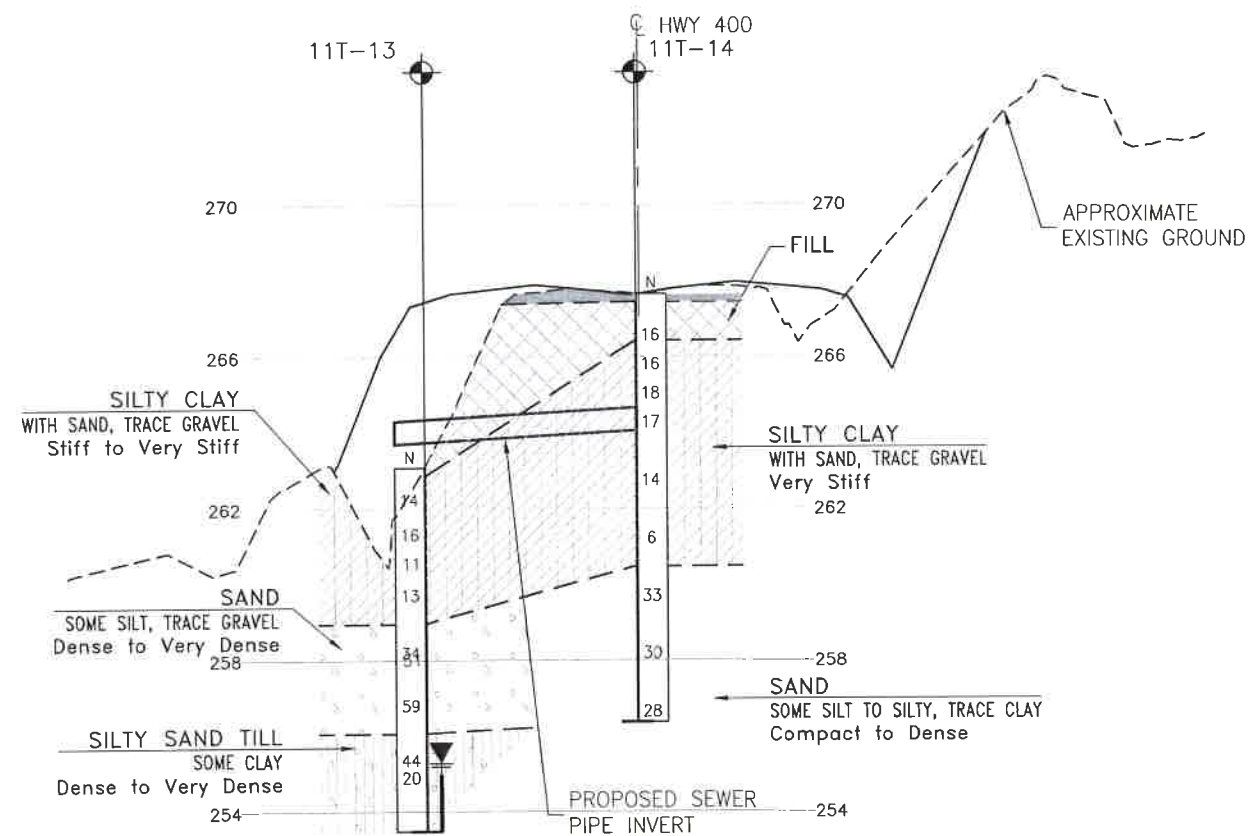 ℄ HWY 400
11T-13
11T-14
270
270
APPROXIMATE
EXISTING GROUND
FILL
N
16
266
266
16
SILTY CLAY
WITH SAND, TRACE GRAVEL
Stiff to Very Stiff
18
17
SILTY CLAY
WITH SAND, TRACE GRAVEL
Very Stiff
N
14
262
262
16
6
11
13
33
SAND
SOME SILT, TRACE GRAVEL
Dense to Very Dense
258
30
258
59
28
SAND
SOME SILT TO SILTY, TRACE CLAY
Compact to Dense
SILTY SAND TILL
SOME CLAY
Dense to Very Dense
44
20
PROPOSED SEWER
PIPE INVERT
254
254